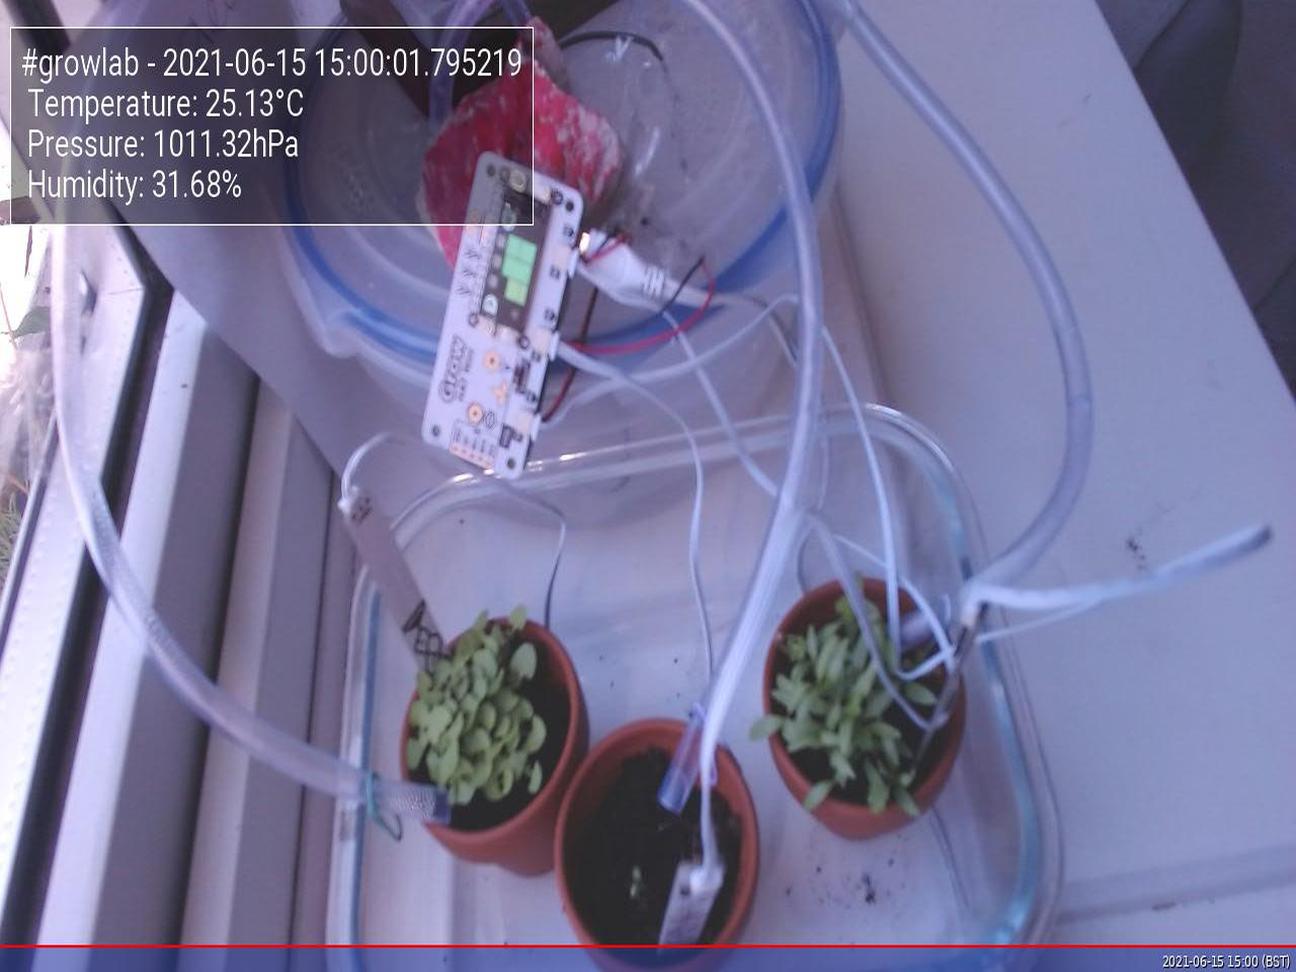 #growlab - 2021-06-15 15:00:01.795219
Temperature: 25.13°C
Pressure: 1011.32hPa
Humidity: 31.68%
GROW
2021-06-15 15:00 (BST)